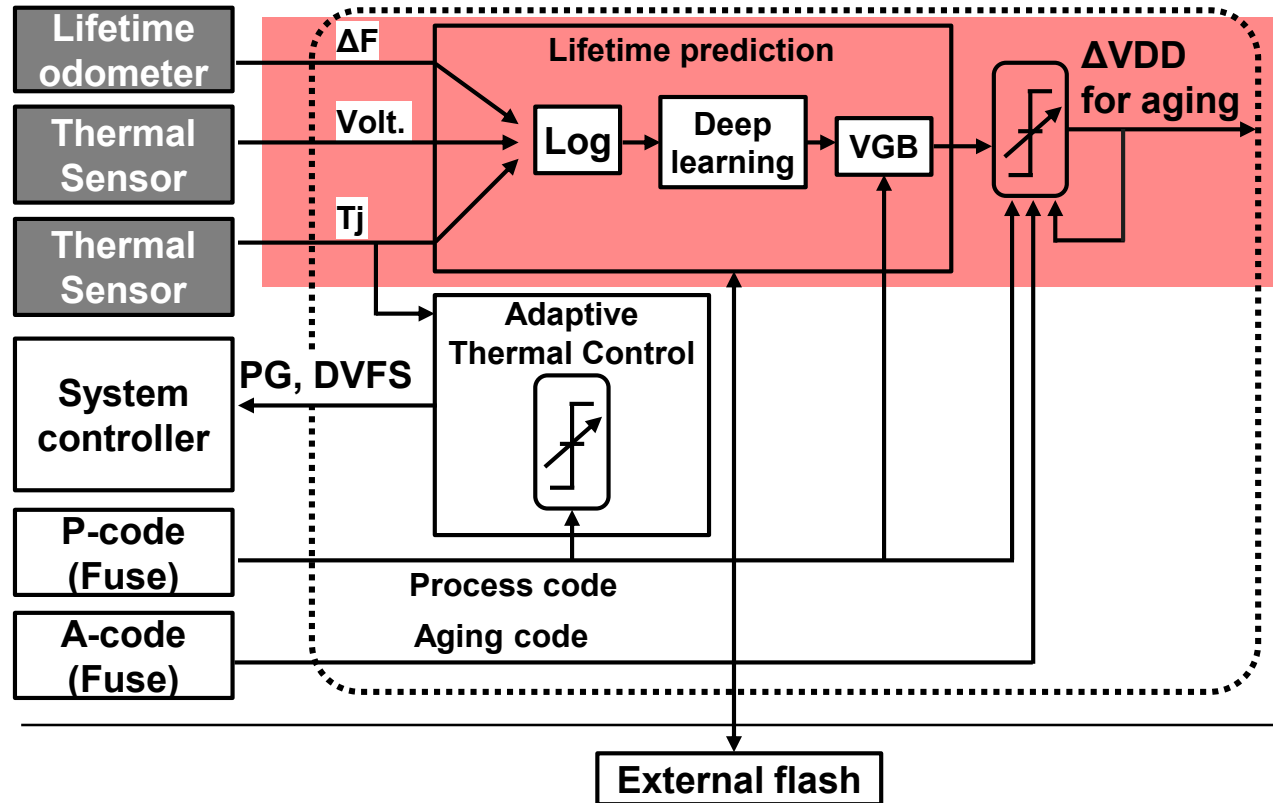 Lifetime
odometer
Thermal
Sensor
Thermal
Sensor
System
controller
P-code
(Fuse)
A-code
(Fuse)
ΔF
Volt.
Tj
Lifetime prediction
Log
Deep
learning
VGB
ΔVDD
for aging
Adaptive
Thermal Control
PG, DVFS
Process code
Aging code
External flash